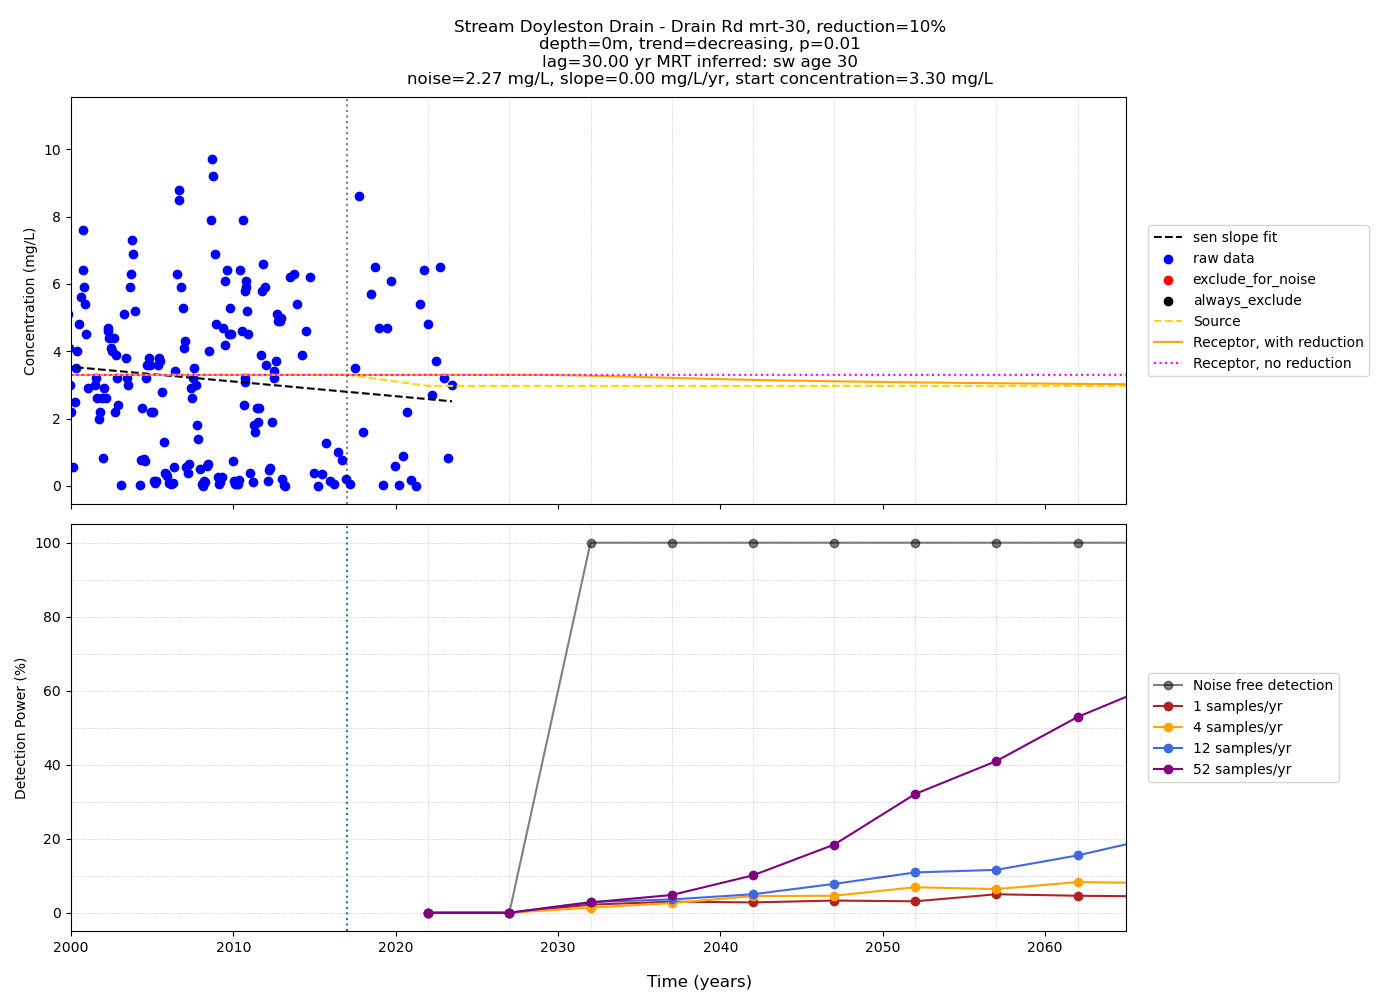 Stream Doyleston Drain - Drain Rd mrt-30, reduction=10%
depth=0m, trend=decreasing, p=0.01
lag=30.00 yr MRT inferred: sw age 30
noise=2.27 mg/L, slope=0.00 mg/L/yr, start concentration=3.30 mg/L
Concentration (mg/L)
10
8
6
4
2
0
sen slope fit
raw data
exclude_for_noise
always_exclude
Source
Receptor, with reduction
Receptor, no reduction
Detection Power (%)
100
80
60
40
20
0
Noise free detection
1 samples/yr
4 samples/yr
12 samples/yr
52 samples/yr
2000 2010 2020 2030 2040 2050 2060
Time (years)